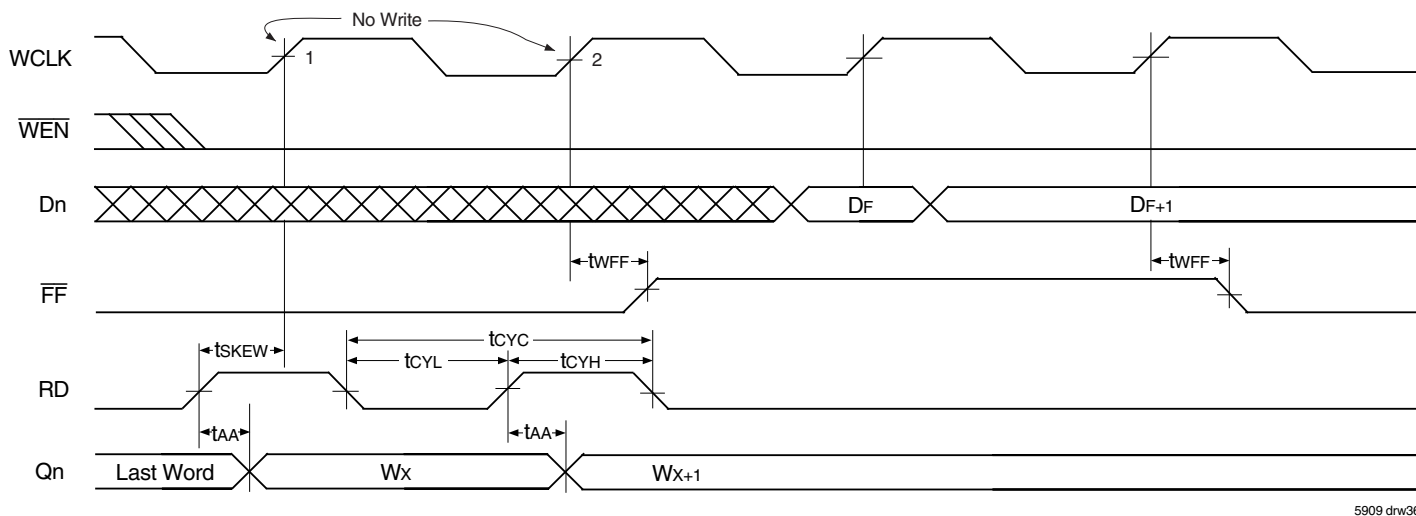 No Write
WCLK 1 2
WEN
Dn DF DF+1
tWFF tWFF
FF
tCYC
tSKEW tCYL tCYH
RD
tAA tAA
Qn Last Word WX WX+1
5909 drw36